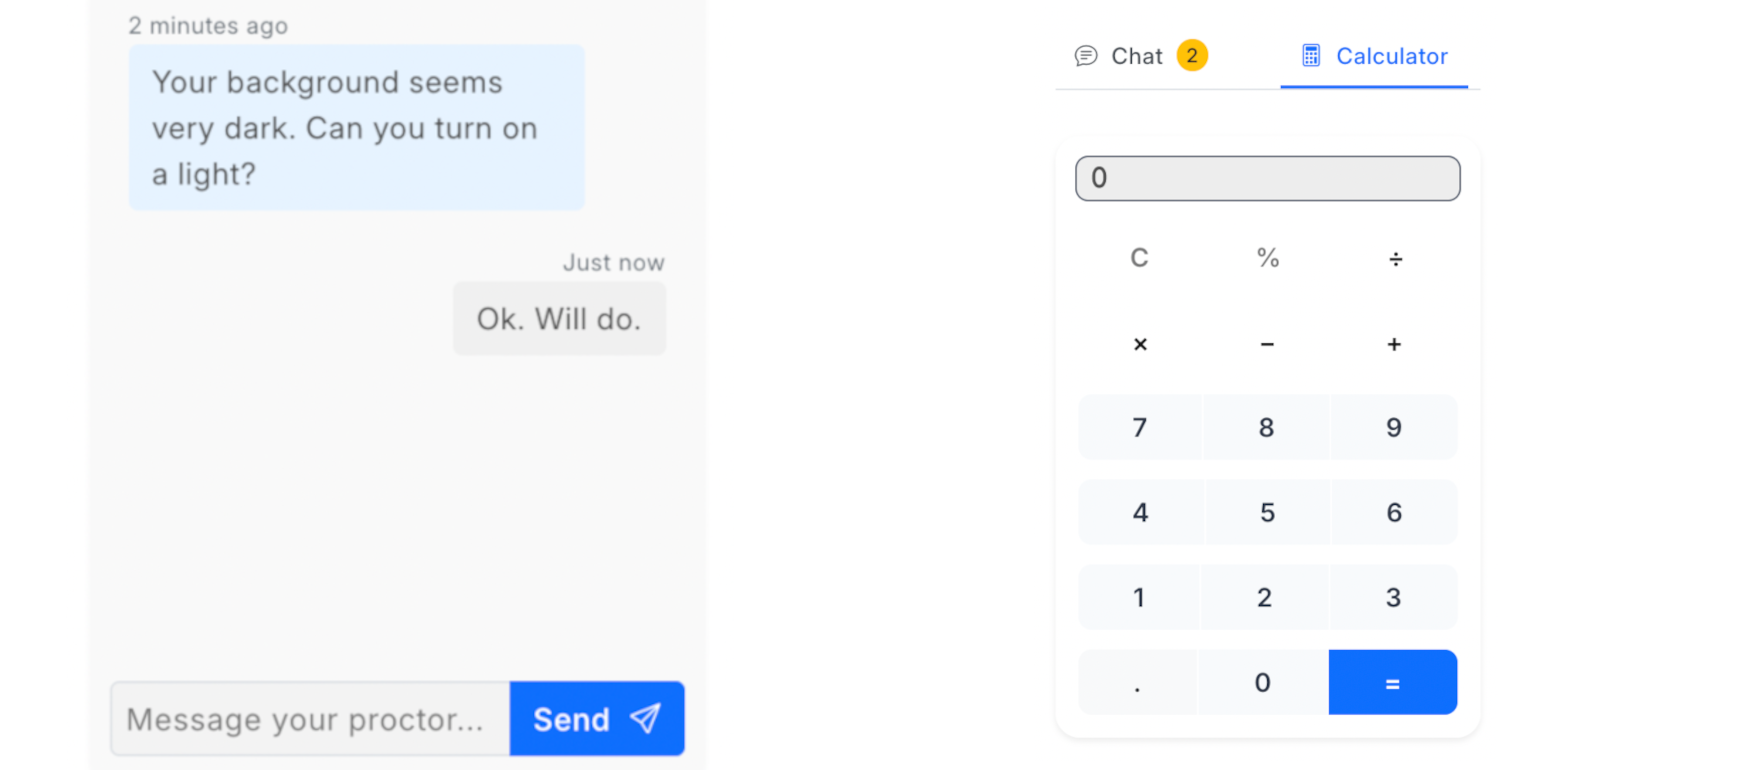 2 minutes ago
Your background seems
very dark. Can you turn on
a light?
Just now
Ok. Will do.
Message your proctor...
Send
Chat 2
Calculator
0
C % ÷
× − +
7 8 9
4 5 6
1 2 3
. 0 =